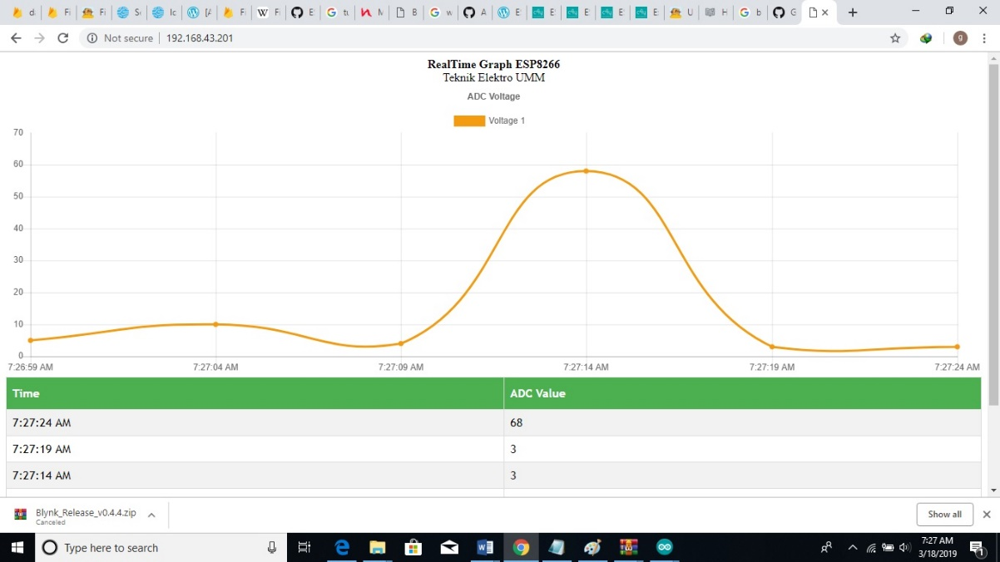 Not secure
192.168.43.201
g
RealTime Graph ESP8266
Teknik Elektro UMM
ADC Voltage
Voltage 1
70
60
50
40
30
20
10
0
7:26:59 AM 7:27:04 AM 7:27:09 AM 7:27:14 AM 7:27:19 AM 7:27:24 AM
Time ADC Value
7:27:24 AM 68
7:27:19 AM 3
7:27:14 AM 3
Blynk_Release_v0.4.4.zip
Canceled
Show all
Type here to search
7:27 AM
3/18/2019
1